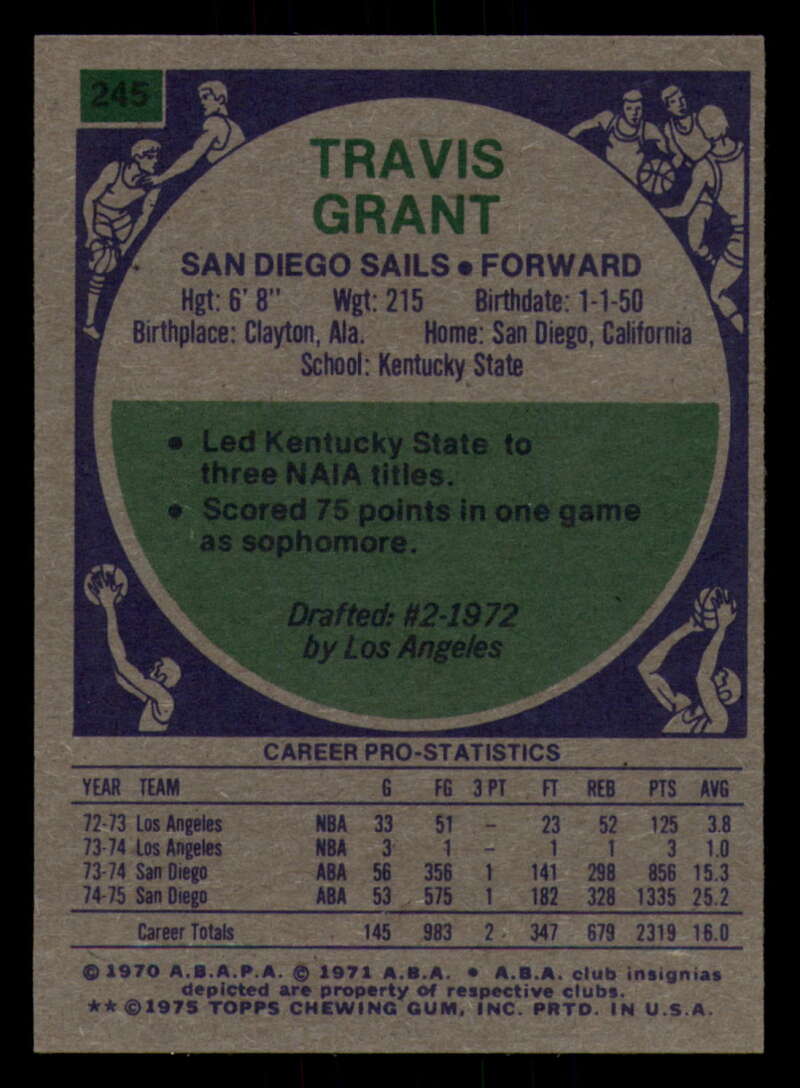 245
TRAVIS
GRANT
SAN DIEGO SAILS • FORWARD
Hgt: 6' 8" Wgt: 215 Birthdate: 1-1-50
Birthplace: Clayton, Ala. Home: San Diego, California
School: Kentucky State
• Led Kentucky State to
three NAIA titles.
• Scored 75 points in one game
as sophomore.
Drafted: #2-1972
by Los Angeles
CAREER PRO-STATISTICS
YEAR TEAM G FG 3 PT FT REB PTS AVG
72-73 Los Angeles NBA 33 51 – 23 52 125 3.8
73-74 Los Angeles NBA 3 1 – 1 1 3 1.0
73-74 San Diego ABA 56 356 1 141 298 856 15.3
74-75 San Diego ABA 53 575 1 182 328 1335 25.2
Career Totals 145 983 2 347 679 2319 16.0
© 1970 A.B.A.P.A. © 1971 A.B.A. • A.B.A. club insignias
depicted are property of respective clubs.
** © 1975 TOPPS CHEWING GUM, INC. PRTD. IN U.S.A.